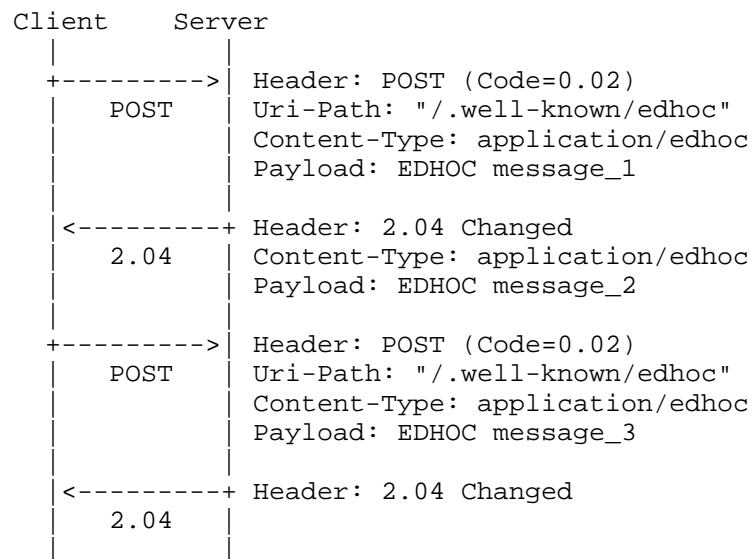 Client Server
Header: POST (Code=0.02)
POST Uri-Path: "/.well-known/edhoc"
Content-Type: application/edhoc
Payload: EDHOC message_1
Header: 2.04 Changed
2.04 Content-Type: application/edhoc
Payload: EDHOC message_2
Header: POST (Code=0.02)
POST Uri-Path: "/.well-known/edhoc"
Content-Type: application/edhoc
Payload: EDHOC message_3
Header: 2.04 Changed
2.04